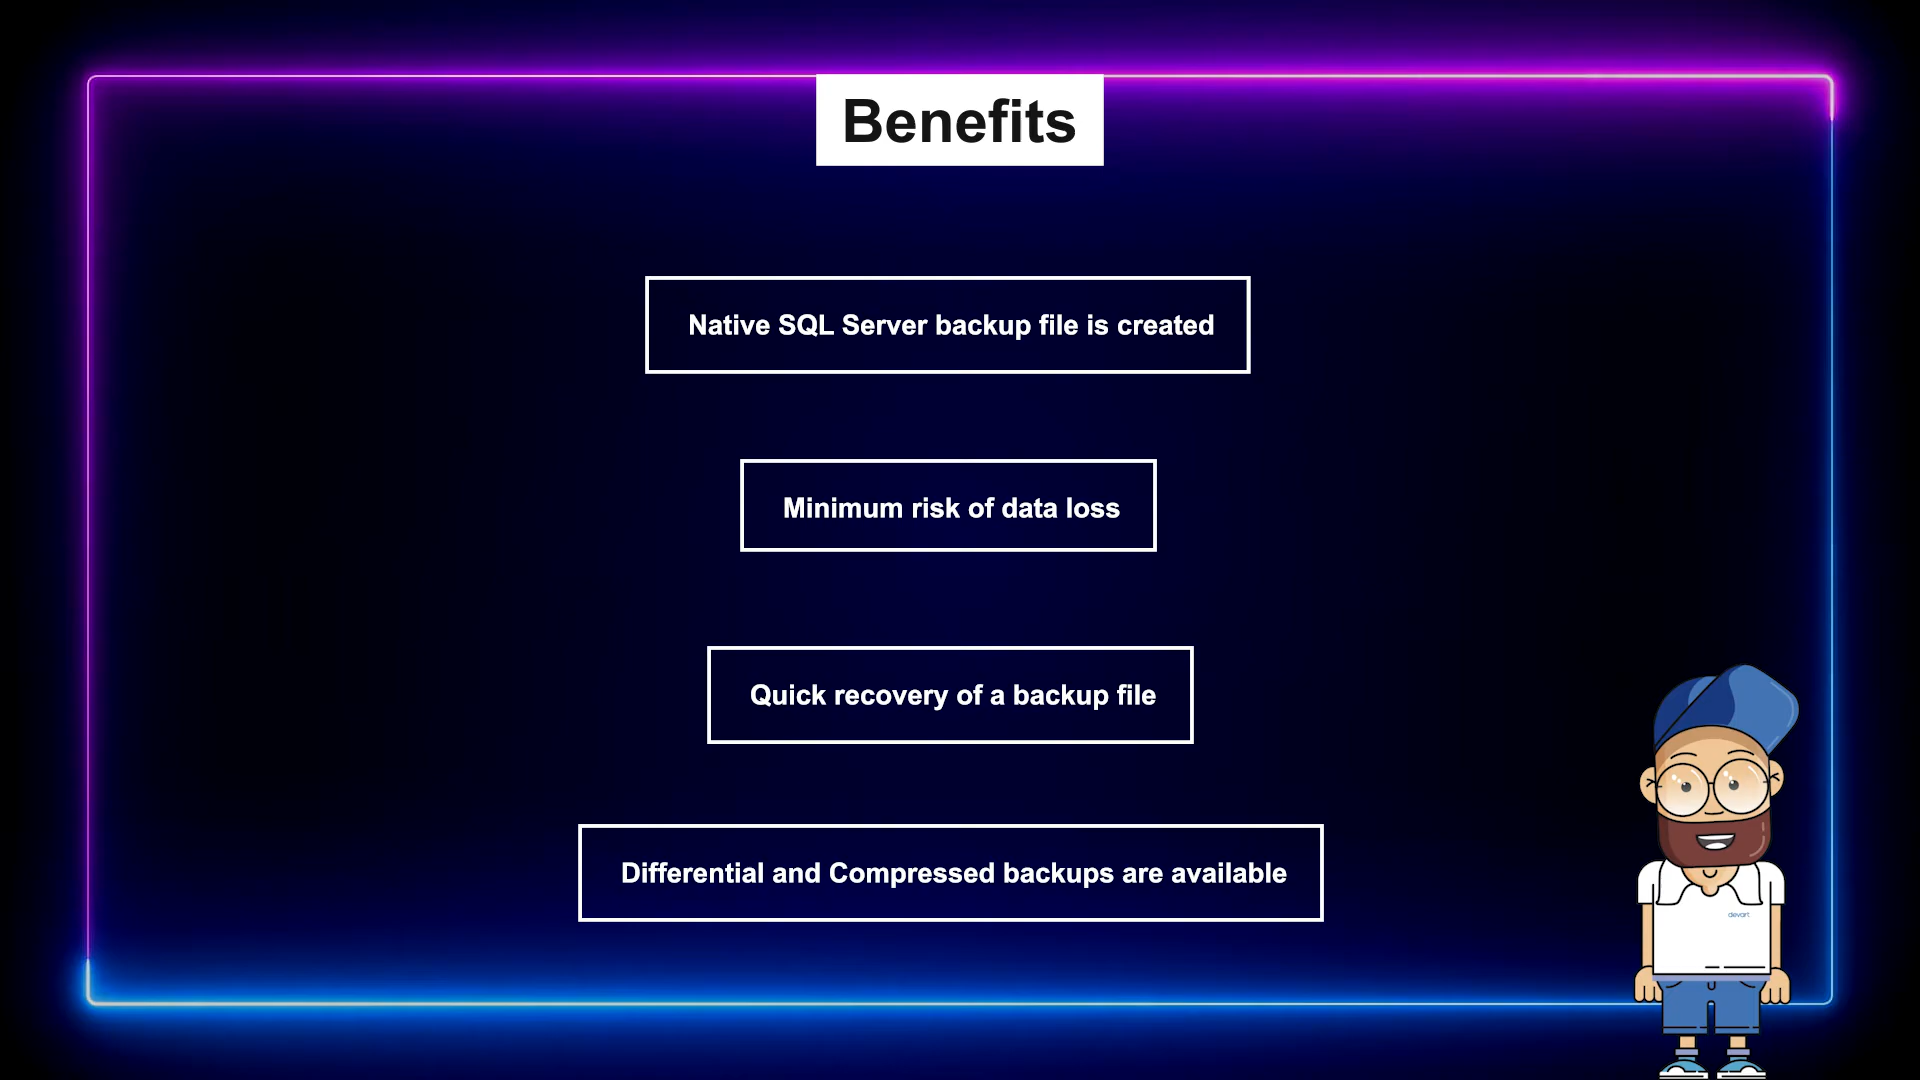 Benefits
Native SQL Server backup file is created
Minimum risk of data loss
Quick recovery of a backup file
Differential and Compressed backups are available
devart